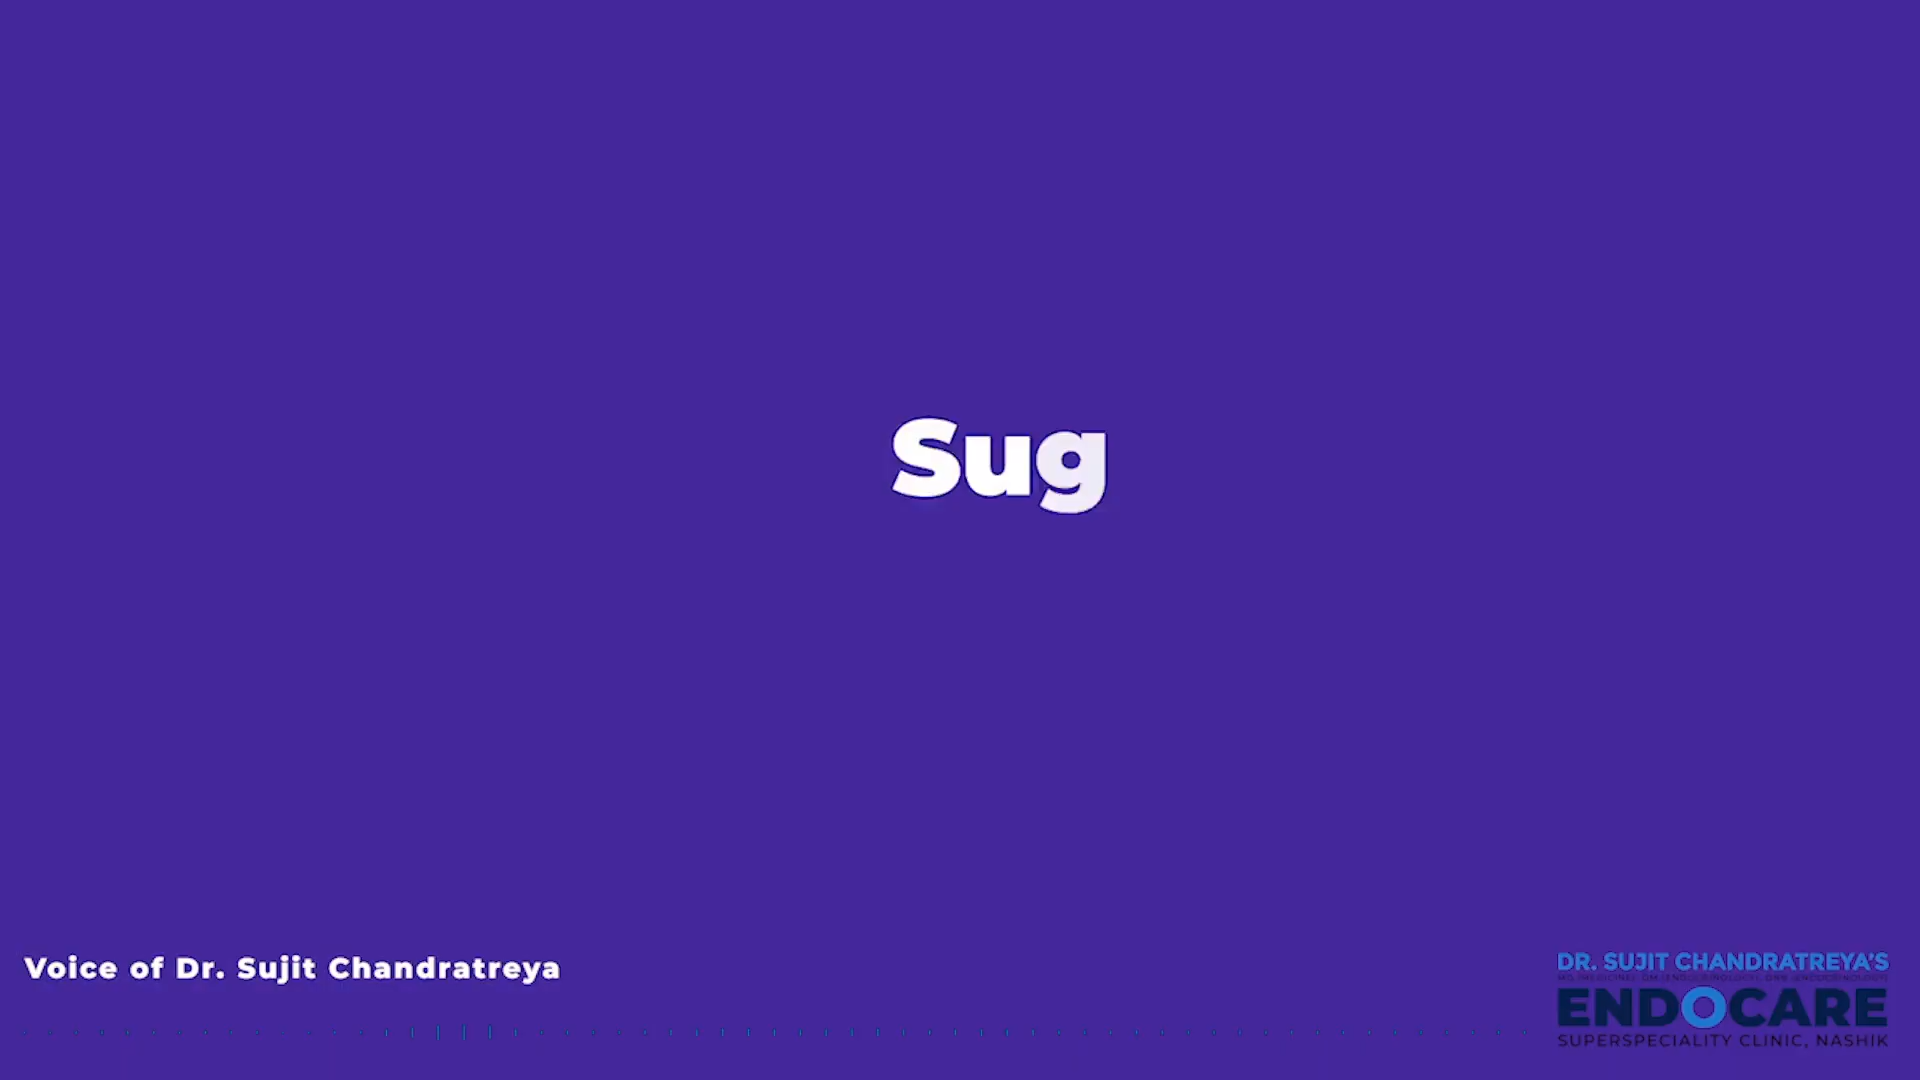 Sug
Voice of Dr. Sujit Chandratreya
DR. SUJIT CHANDRATREYA'S
ENDOCARE
SUPERSPECIALITY CLINIC, NASHIK